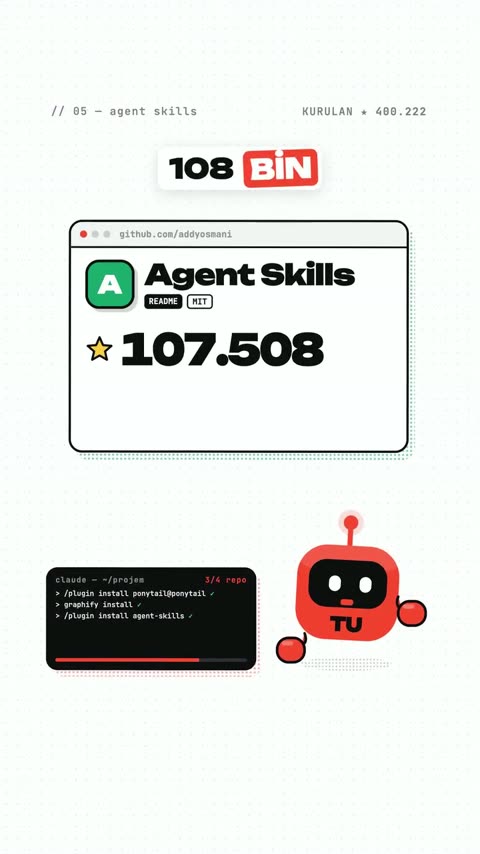 // 05 — agent skills
KURULAN ★ 400.222
108 BİN
github.com/addyosmani
A
Agent Skills
README MIT
107.508
claude — ~/projem 3/4 repo
> /plugin install ponytail@ponytail ✓
> graphify install ✓
> /plugin install agent-skills ✓
TU